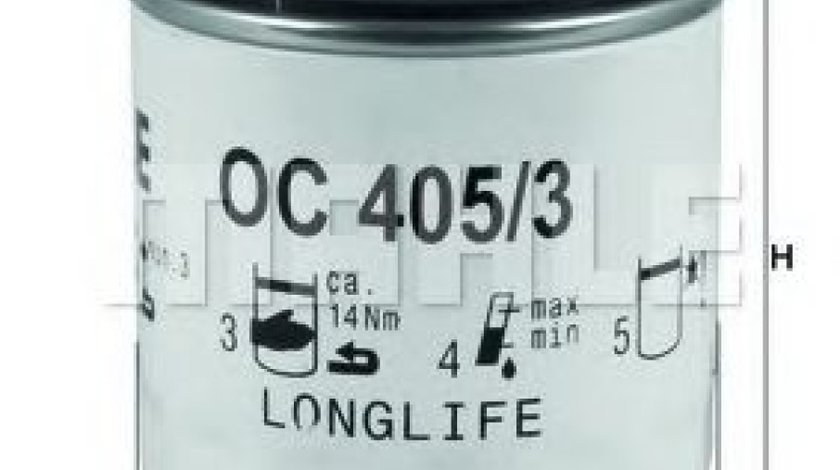 OC 405/3
H
ca.
14Nm
3
max
min
4
5
LONGLIFE
MAHLE